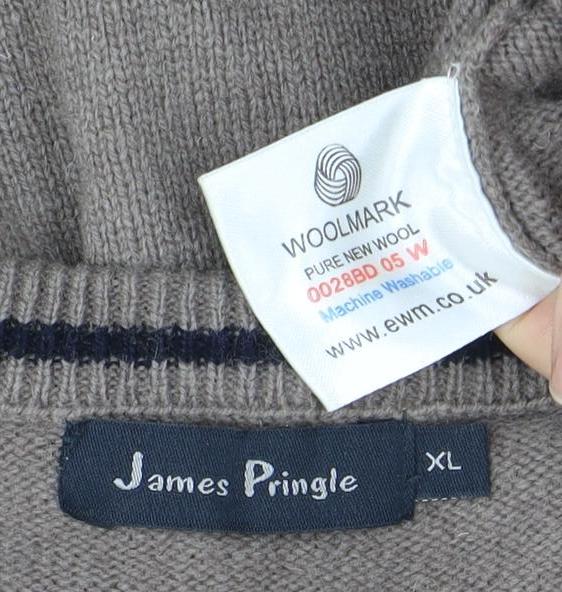 WOOLMARK
PURE NEW WOOL
0028BD 05 W
Machine Washable
www.ewm.co.uk
James Pringle
XL